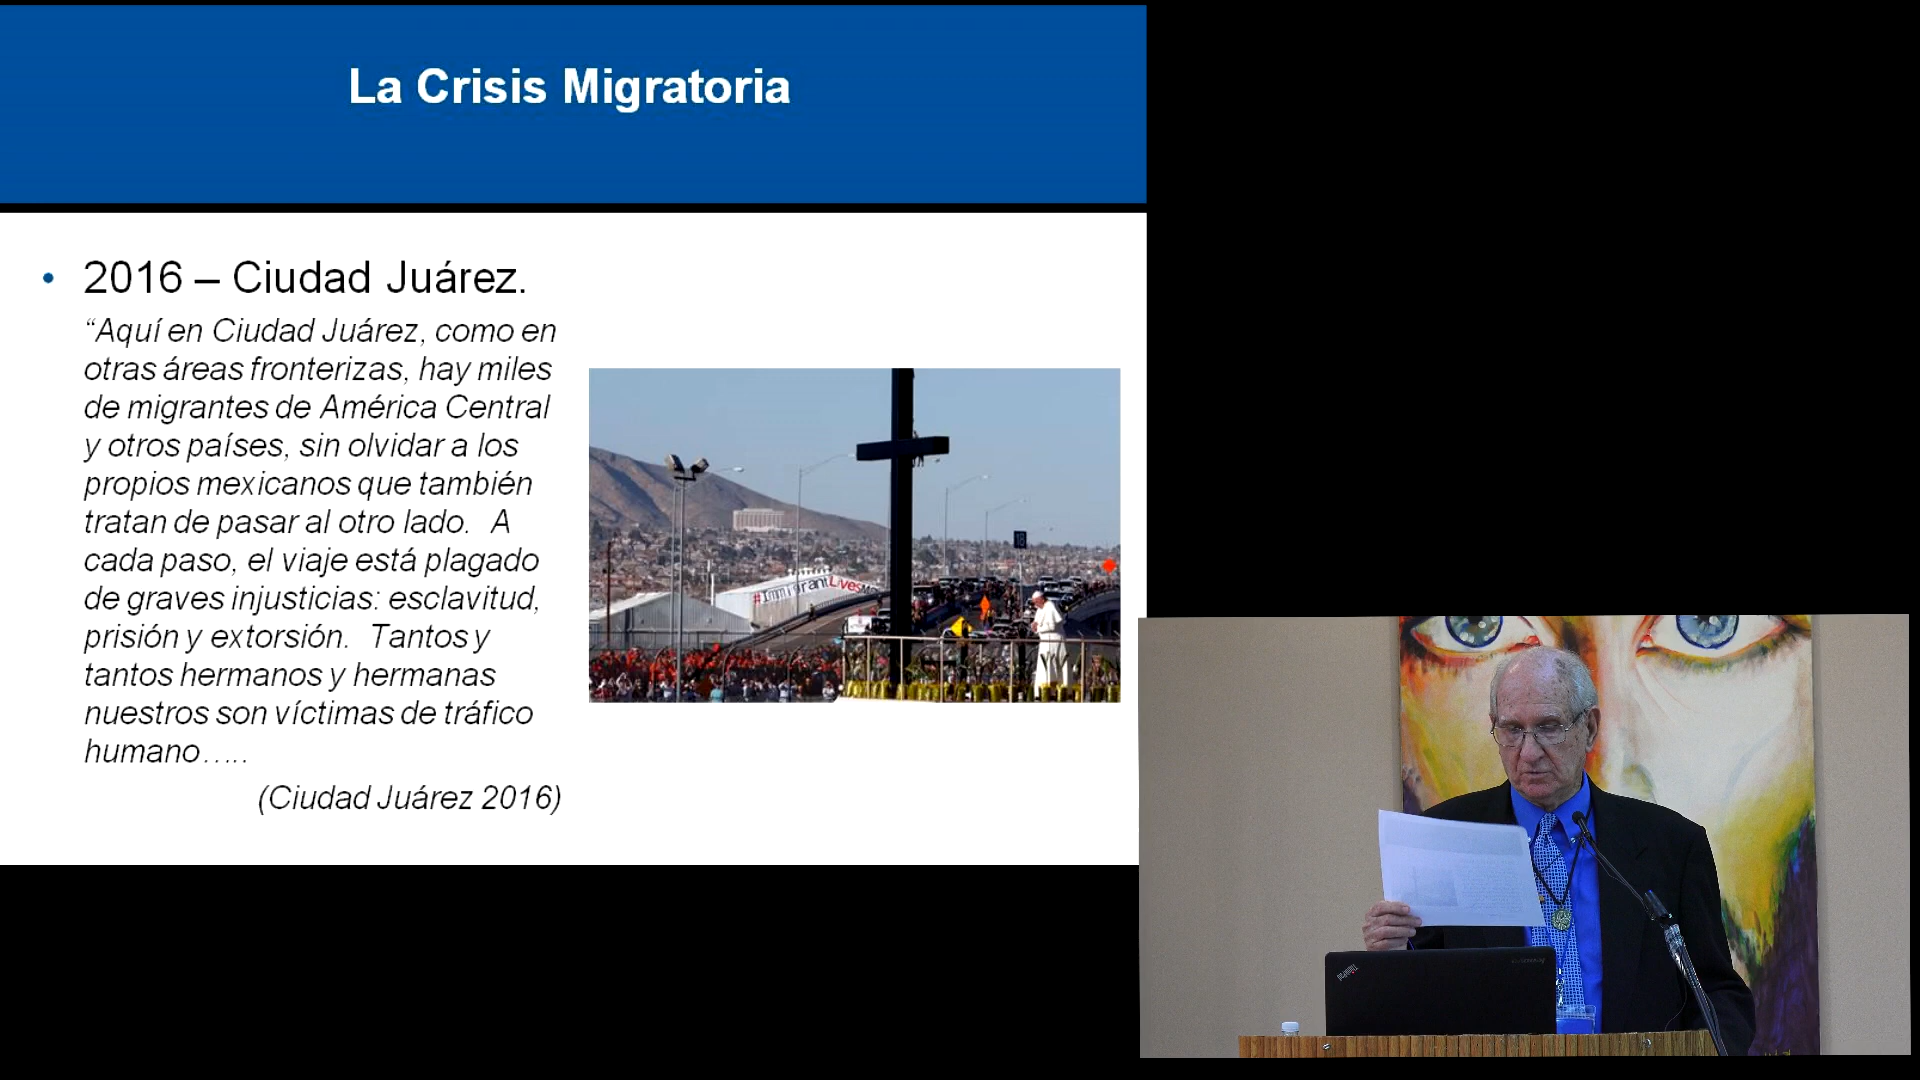 La Crisis Migratoria
• 2016 – Ciudad Juárez.
“Aquí en Ciudad Juárez, como en
otras áreas fronterizas, hay miles
de migrantes de América Central
y otros países, sin olvidar a los
propios mexicanos que también
tratan de pasar al otro lado. A
cada paso, el viaje está plagado
de graves injusticias: esclavitud,
prisión y extorsión. Tantos y
tantos hermanos y hermanas
nuestros son víctimas de tráfico
humano…..
(Ciudad Juárez 2016)
#ImmigrantLives
18
ThinkPad